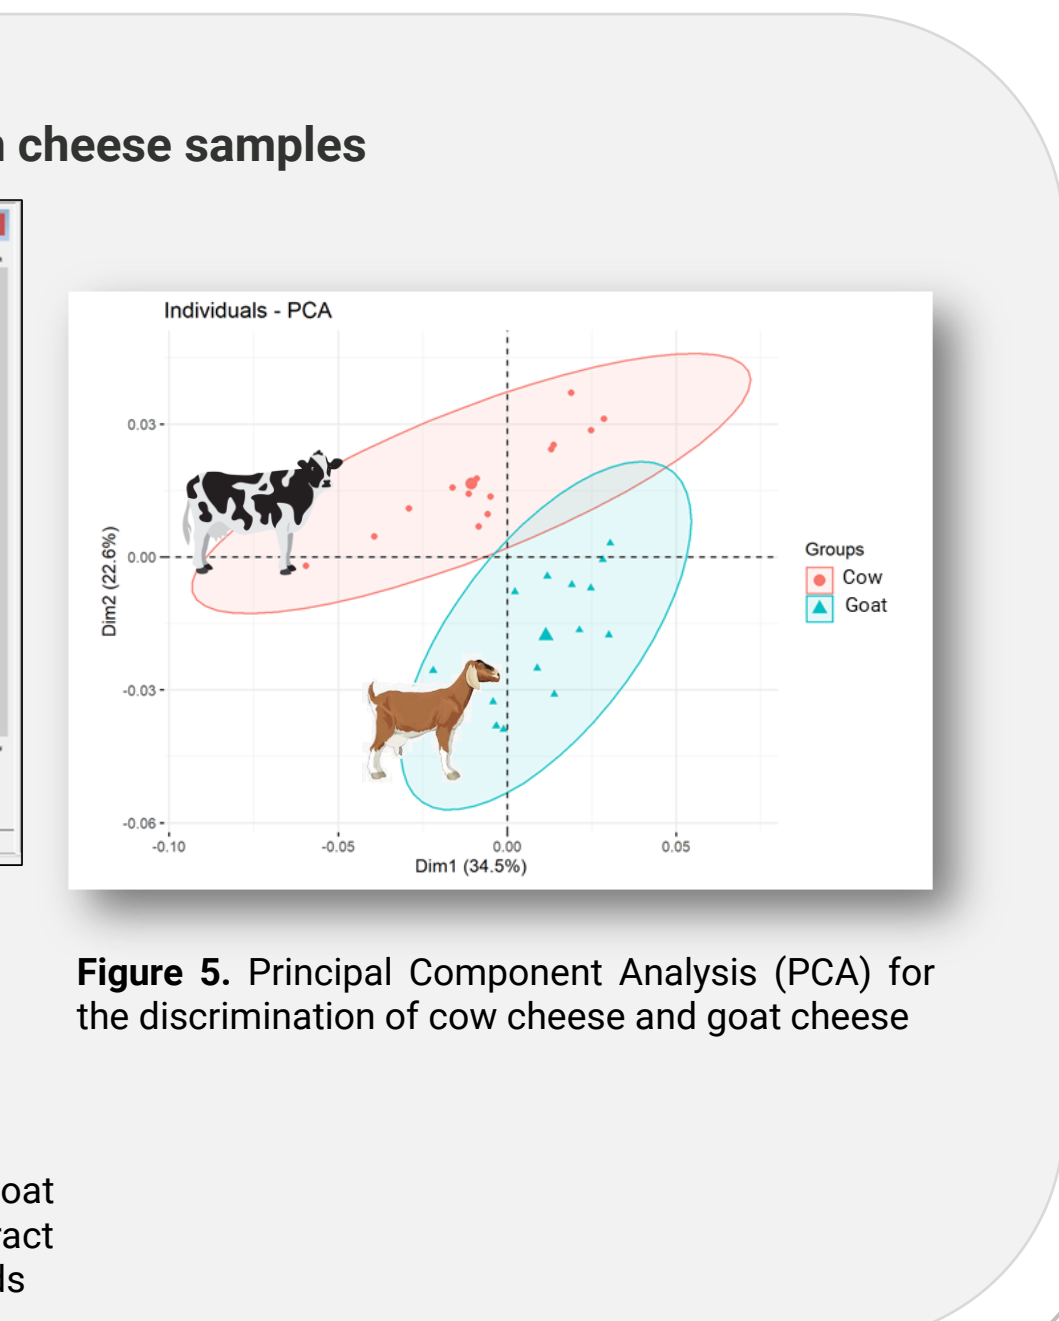 cheese samples
Individuals - PCA
0.03
0.00
-0.03
-0.06
Dim2 (22.6%)
-0.10
-0.05
0.00
0.05
Dim1 (34.5%)
Groups
Cow
Goat
Figure 5. Principal Component Analysis (PCA) for
the discrimination of cow cheese and goat cheese
oat
ract
ds